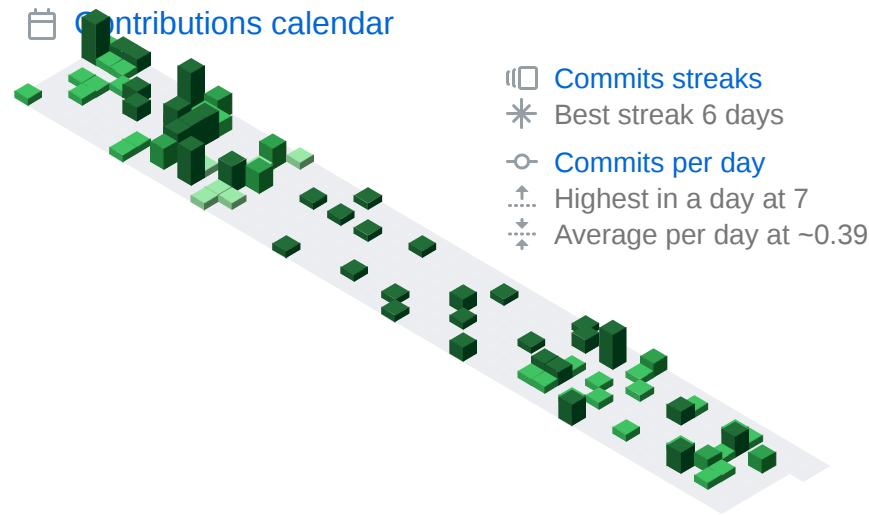 Contributions calendar
Commits streaks
Best streak 6 days
Commits per day
Highest in a day at 7
Average per day at ~0.39